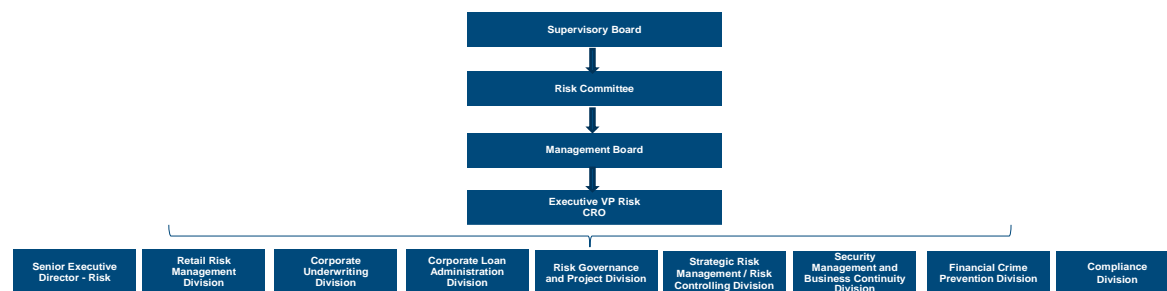 Supervisory Board
Risk Committee
Management Board
Executive VP Risk
CRO
Senior Executive
Director - Risk
Retail Risk
Management
Division
Corporate
Underwriting
Division
Corporate Loan
Administration
Division
Risk Governance
and Project Division
Strategic Risk
Management / Risk
Controlling Division
Security
Management and
Business Continuity
Division
Financial Crime
Prevention Division
Compliance
Division